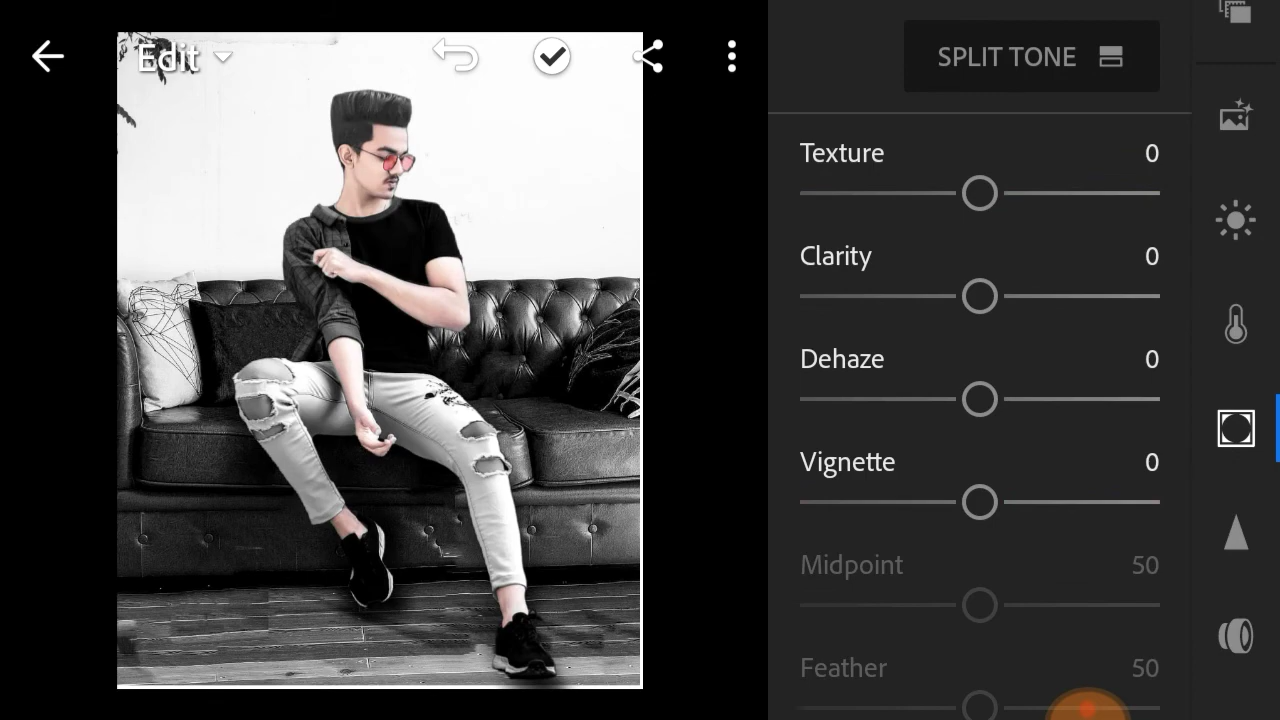 Edit
SPLIT TONE
Texture 0
Clarity 0
Dehaze 0
Vignette 0
Midpoint 50
Feather 50